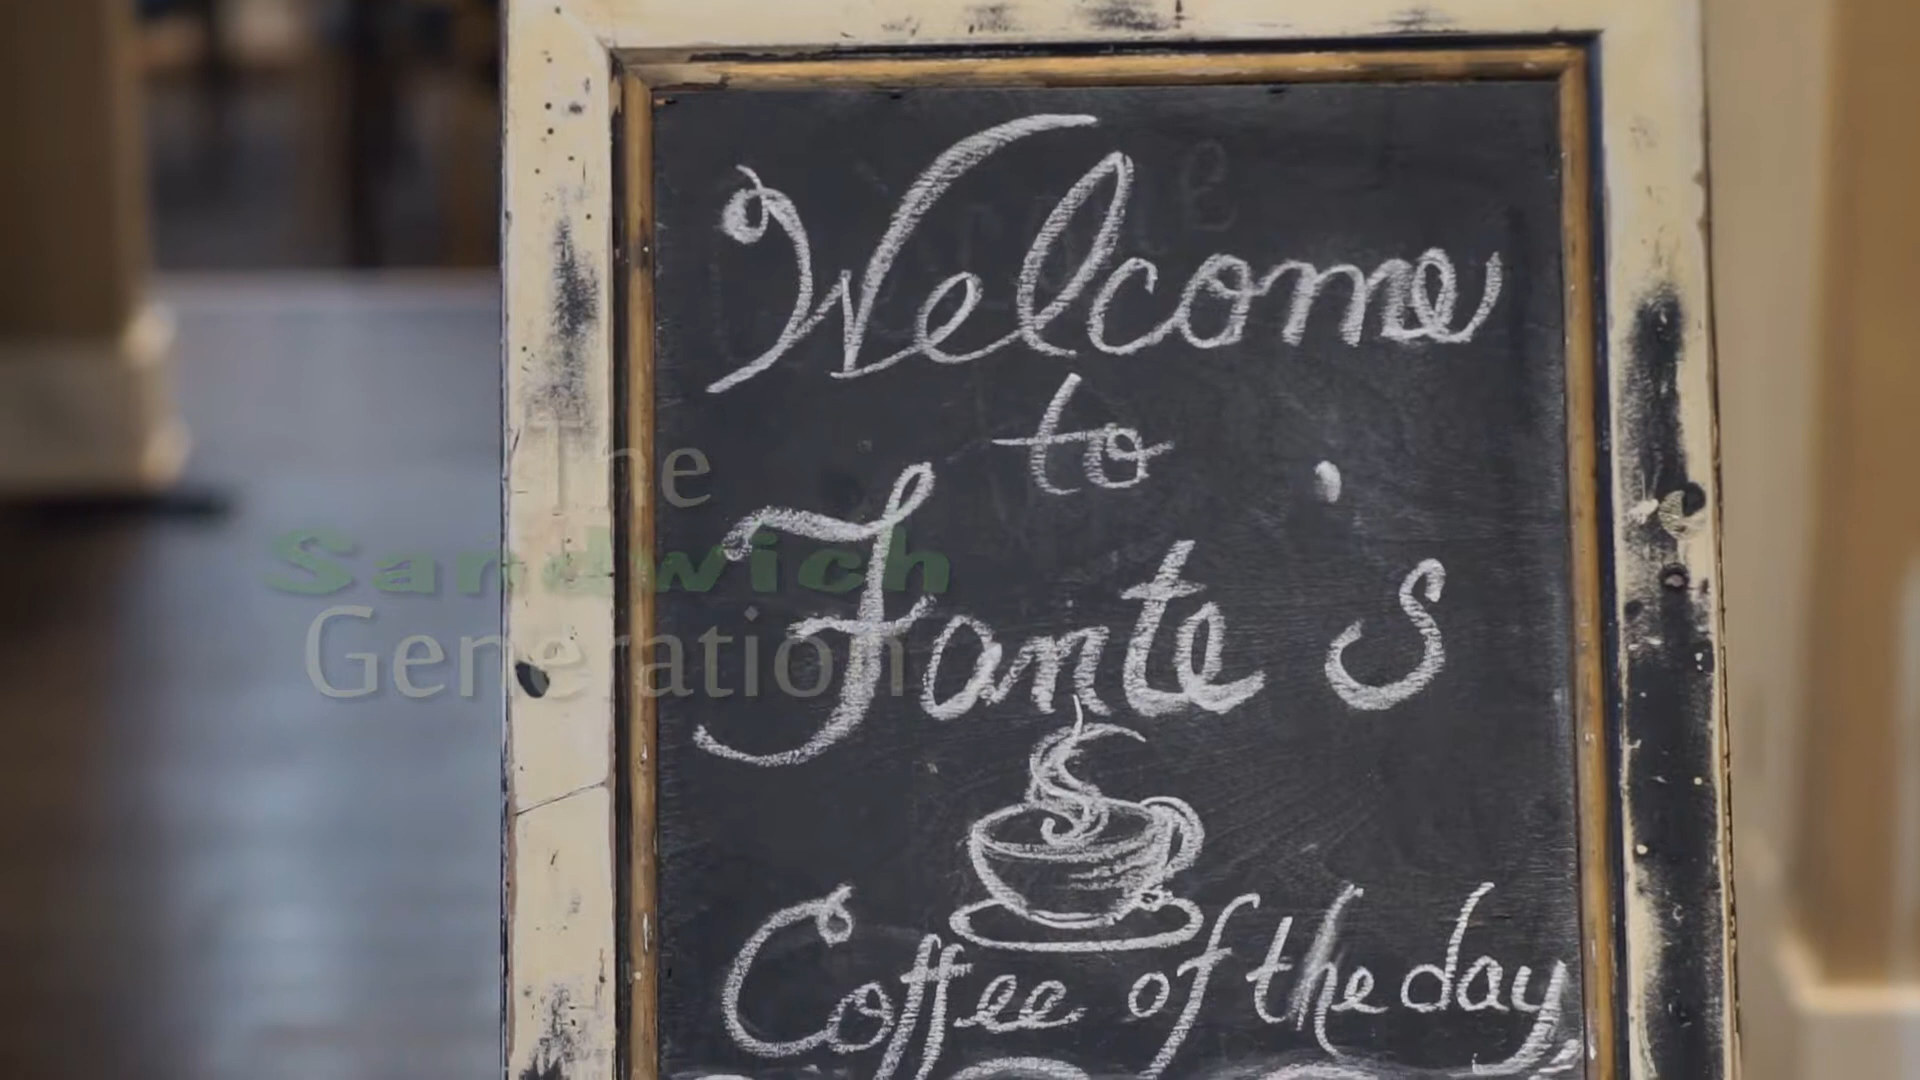 Welcome
to
Fante's
Coffee of the day
The
Sandwich
Generation